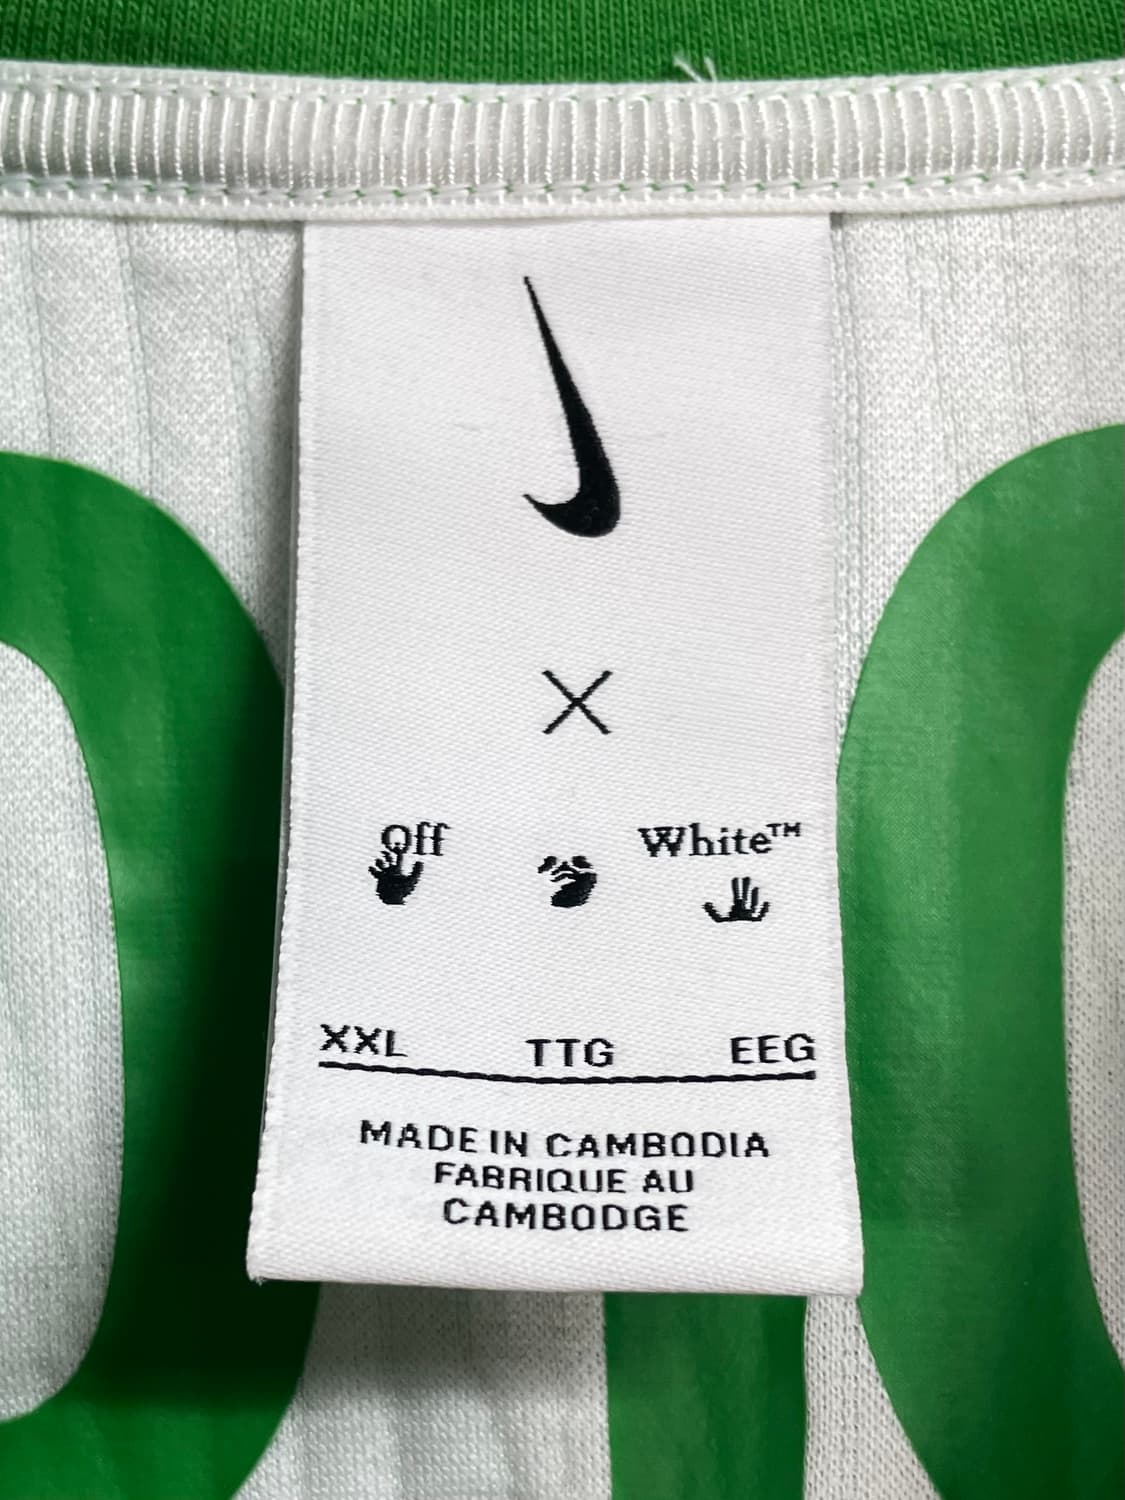 ×
Off White™
XXL TTG EEG
MADE IN CAMBODIA
FABRIQUE AU
CAMBODGE